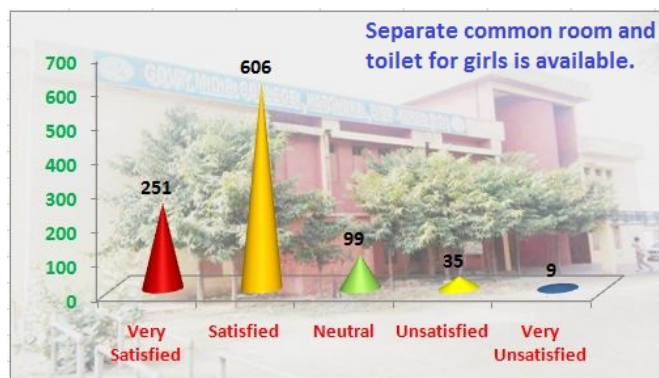 Separate common room and
toilet for girls is available.
700
600
500
400
300
200
100
0
251
606
99
35
9
Very Satisfied
Satisfied
Neutral
Unsatisfied
Very Unsatisfied